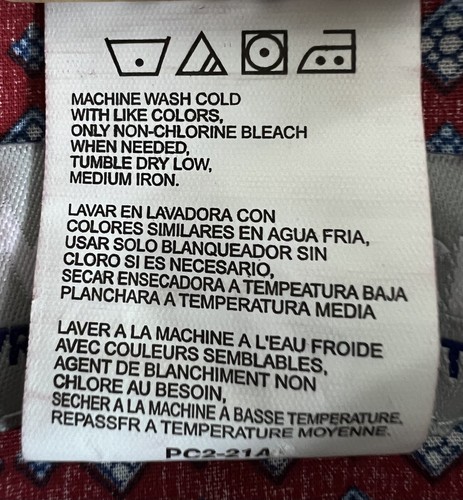 MACHINE WASH COLD
WITH LIKE COLORS,
ONLY NON-CHLORINE BLEACH
WHEN NEEDED,
TUMBLE DRY LOW,
MEDIUM IRON.
LAVAR EN LAVADORA CON
COLORES SIMILARES EN AGUA FRIA,
USAR SOLO BLANQUEADOR SIN
CLORO SI ES NECESARIO,
SECAR ENSECADORA A TEMPEATURA BAJA
PLANCHAR A TEMPERATURA MEDIA
LAVER A LA MACHINE A L'EAU FROIDE
AVEC COULEURS SEMBLABLES,
AGENT DE BLANCHIMENT NON
CHLORE AU BESOIN,
SECHER A LA MACHINE A BASSE TEMPERATURE.
REPASSFR A TEMPERATURE MOYENNE.
PC2-21A